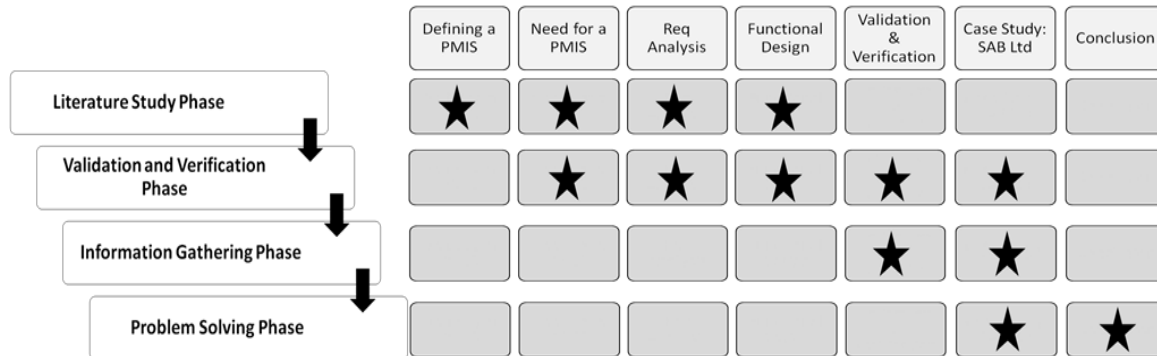 Defining a
PMIS
Need for a
PMIS
Req
Analysis
Functional
Design
Validation
&
Verification
Case Study:
SAB Ltd
Conclusion
Literature Study Phase
Validation and Verification
Phase
Information Gathering Phase
Problem Solving Phase